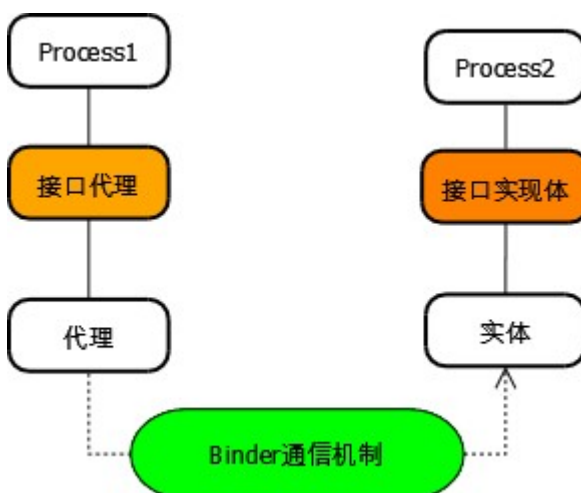 Process1
Process2
接口代理
接口实现体
代理
实体
Binder通信机制